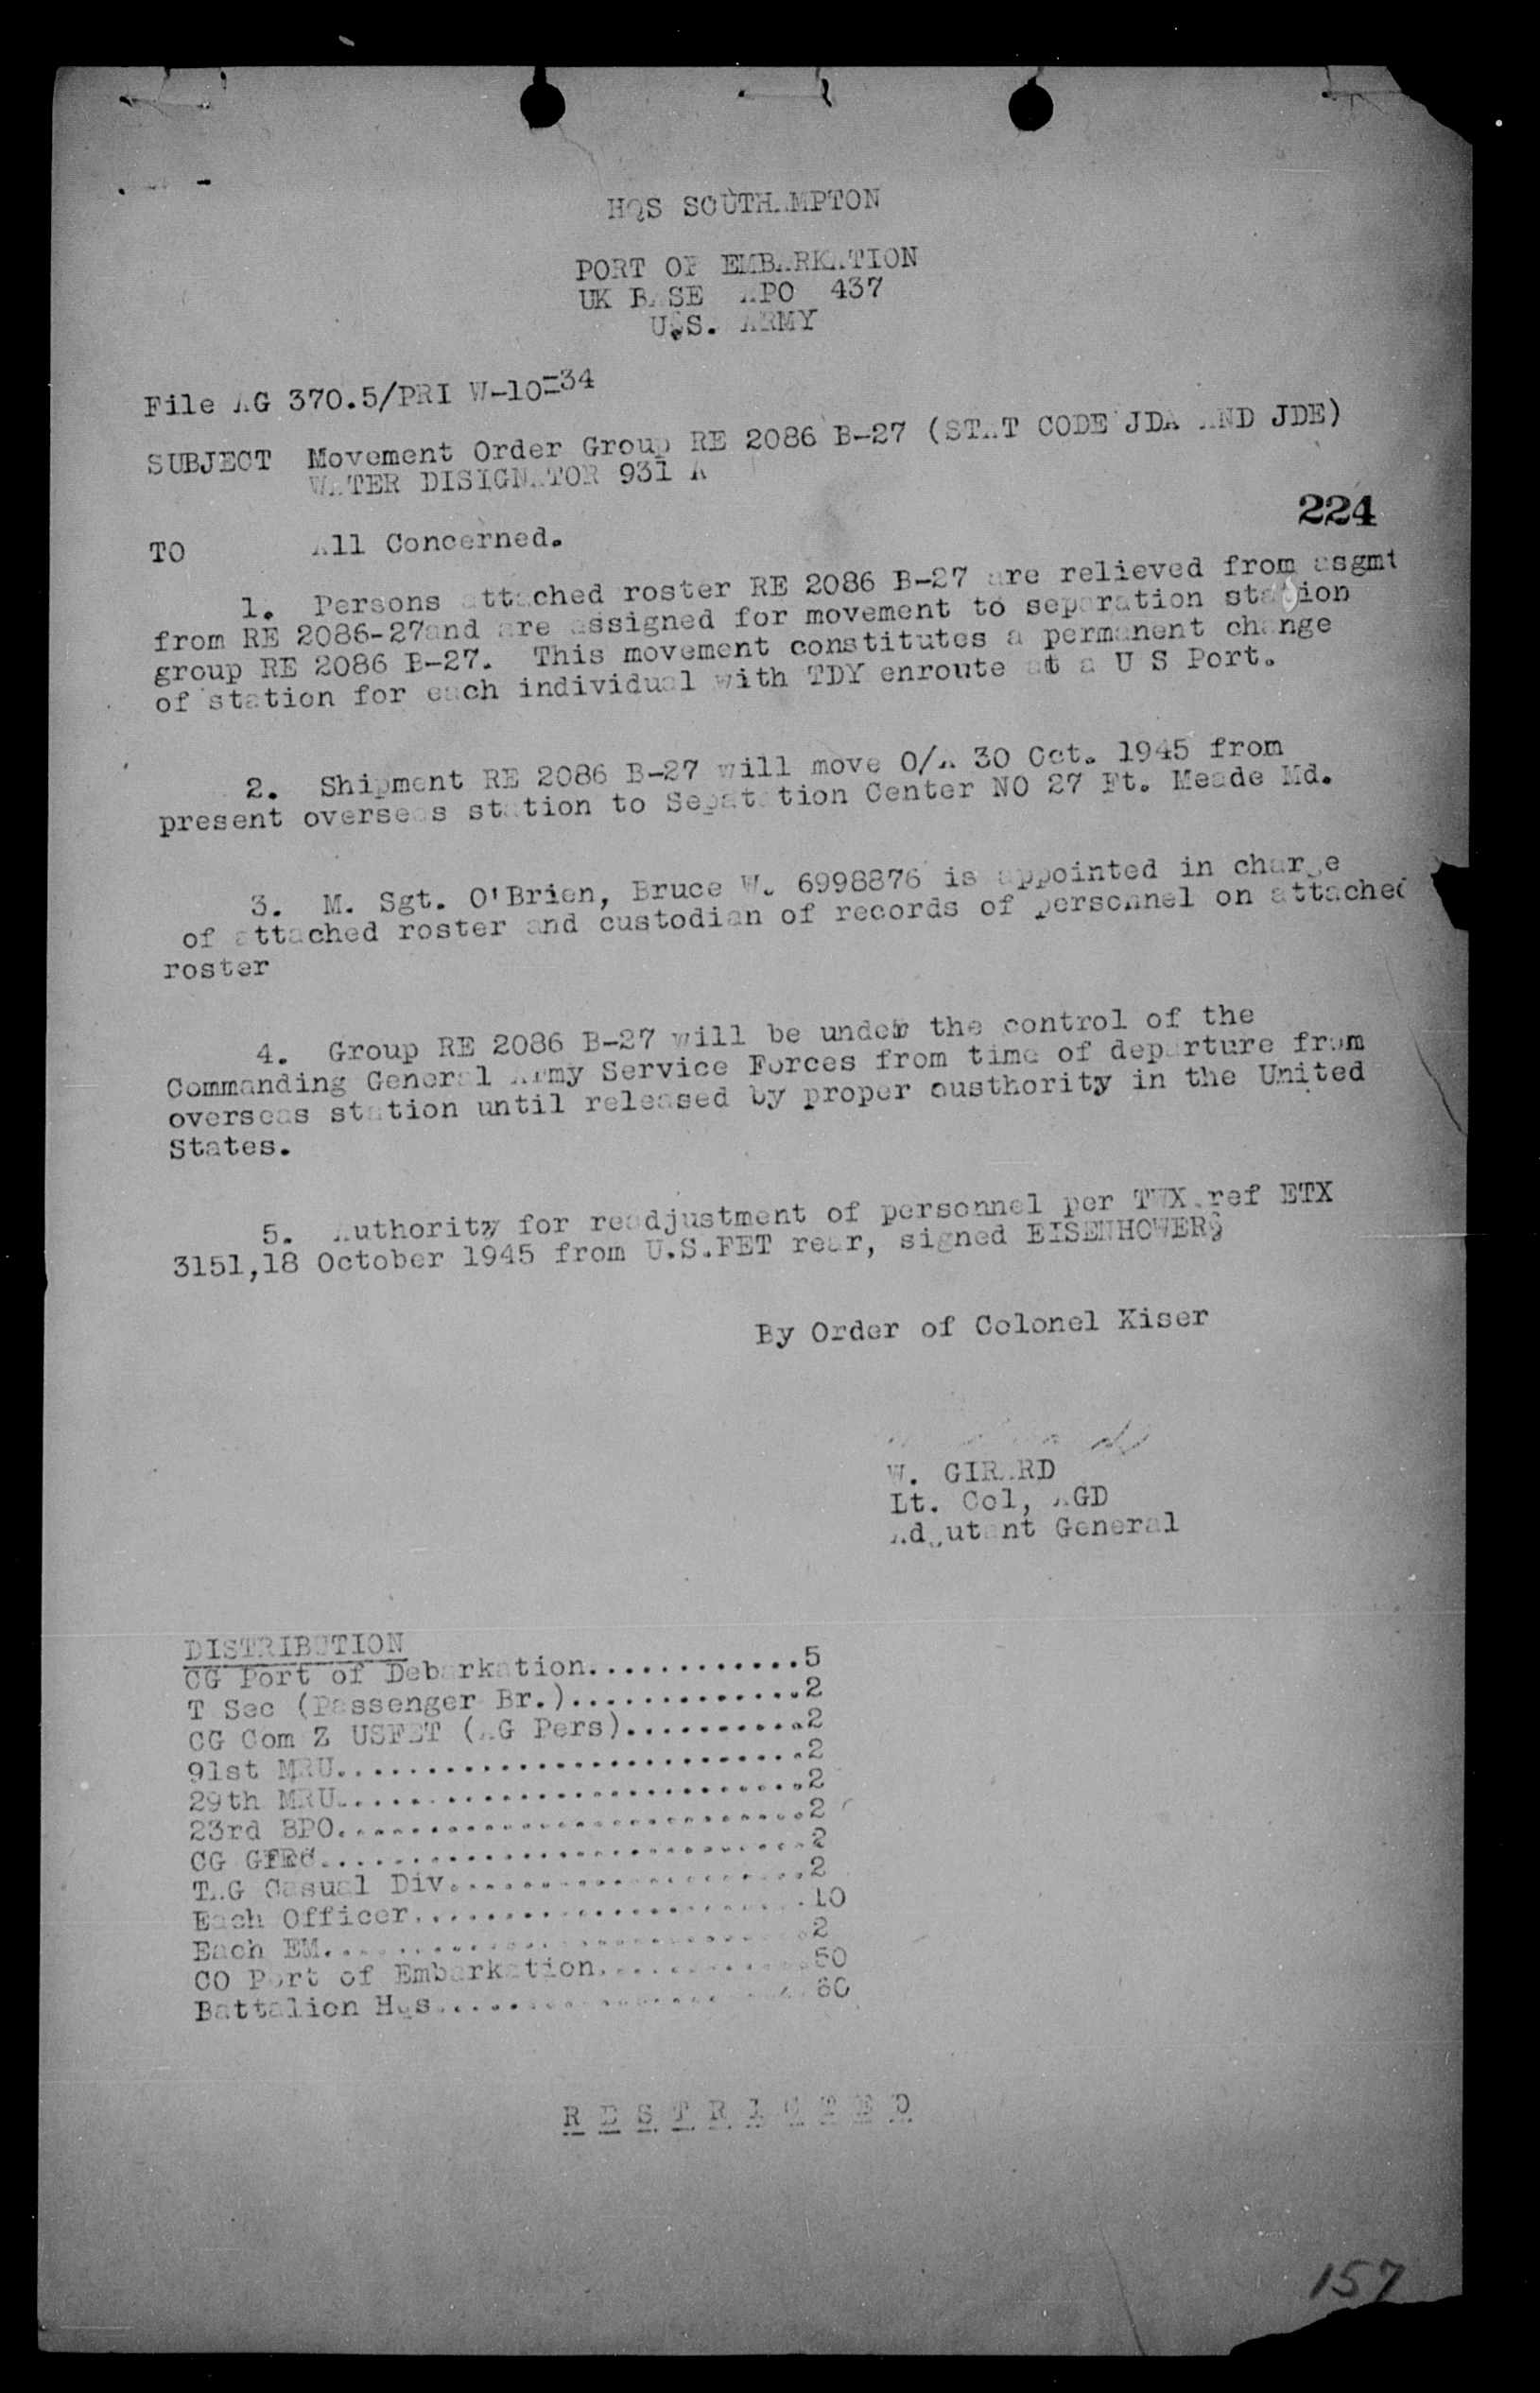 HQS SOUTHAMPTON
PORT OF EMBARKATION
UK BASE APO 437
U.S. ARMY
File AG 370.5/PRI W-10-34
SUBJECT Movement Order Group RE 2086 B-27 (STAT CODE JDA AND JDE)
WATER DISIGNATOR 931 A
224
TO All Concerned.
1. Persons attached roster RE 2086 B-27 are relieved from asgmt
from RE 2086-27and are assigned for movement to separation station
group RE 2086 B-27. This movement constitutes a permanent change
of station for each individual with TDY enroute at a U S Port.
2. Shipment RE 2086 B-27 will move O/A 30 Oct. 1945 from
present overseas station to Sepatation Center NO 27 Ft. Meade Md.
3. M. Sgt. O'Brien, Bruce W. 6998876 is appointed in charge
of attached roster and custodian of records of personnel on attached
roster
4. Group RE 2086 B-27 will be under the control of the
Commanding General Army Service Forces from time of departure from
overseas station until released by proper ousthority in the United
States.
5. Authority for readjustment of personnel per TWX ref ETX
3151,18 October 1945 from U.S.FET rear, signed EISENHOWER
By Order of Colonel Kiser
W. GIRARD
Lt. Col, AGD
Adjutant General
DISTRIBUTION
CG Port of Debarkation............5
T Sec (Passenger Br.).............2
CG Com Z USFET (AG Pers)..........2
91st MRU..........................2
29th MRU..........................2
23rd BPO..........................2
CG GFRC...........................2
TAG Casual Div....................2
Each Officer......................10
Each EM...........................2
CO Port of Embarkation............50
Battalion Hqs.....................60
R E S T R I C T E D
157